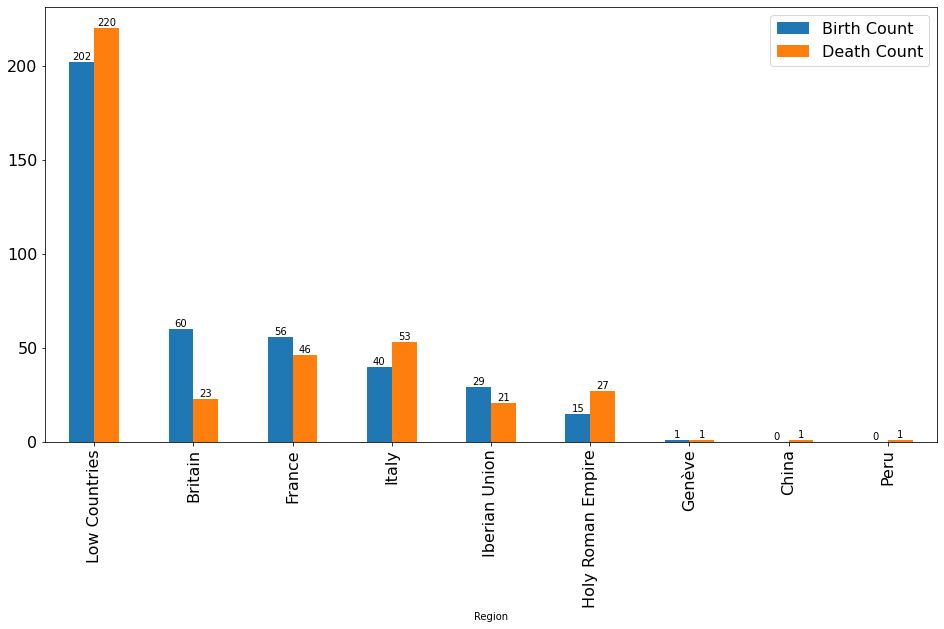 Birth Count
Death Count
200
150
100
50
0
202
220
60
23
56
46
40
53
29
21
15
27
1
1
0
1
0
1
Low Countries
Britain
France
Italy
Iberian Union
Holy Roman Empire
Genève
China
Peru
Region